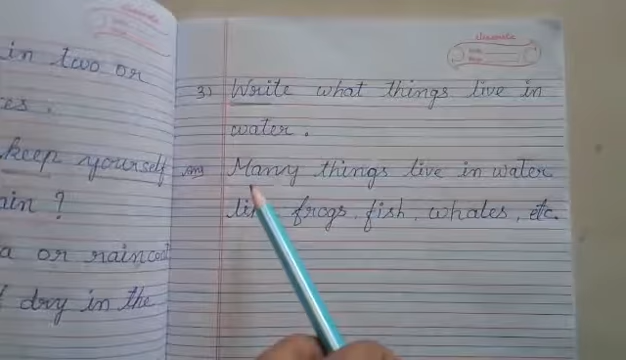 in two or
es.
keep yourself
ain ?
a or raincoat
dry in the
3) Write what things live in
water.
Ans Many things live in water
frogs, fish, whales, etc.